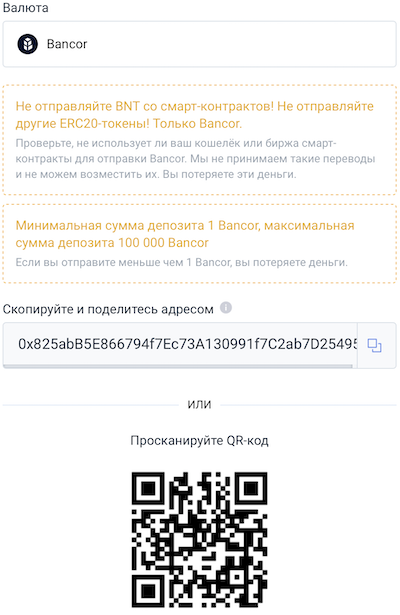 Валюта
Bancor
Не отправляйте BNT со смарт-контрактов! Не отправляйте
другие ERC20-токены! Только Bancor.
Проверьте, не использует ли ваш кошелёк или биржа смарт-
контракты для отправки Bancor. Мы не принимаем такие переводы
и не можем возместить их. Вы потеряете эти деньги.
Минимальная сумма депозита 1 Bancor, максимальная
сумма депозита 100 000 Bancor
Если вы отправите меньше чем 1 Bancor, вы потеряете деньги.
Скопируйте и поделитесь адресом
0x825abB5E866794f7Ec73A130991f7C2ab7D25495
ИЛИ
Просканируйте QR-код